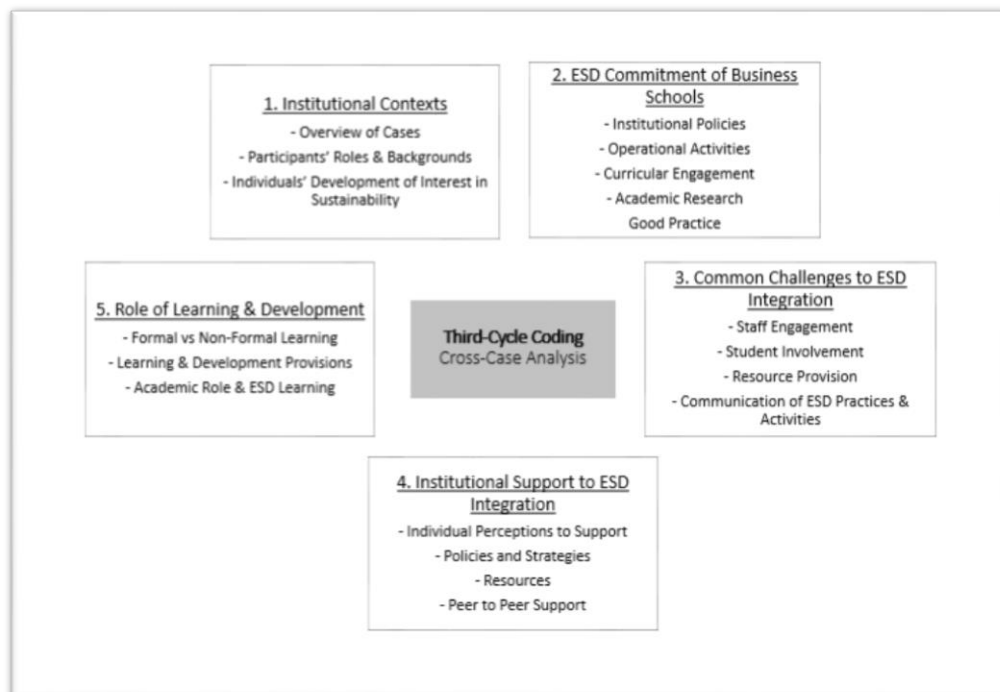 1. Institutional Contexts
- Overview of Cases
- Participants' Roles & Backgrounds
- Individuals' Development of Interest in
Sustainability
2. ESD Commitment of Business
Schools
- Institutional Policies
- Operational Activities
- Curricular Engagement
- Academic Research
Good Practice
5. Role of Learning & Development
- Formal vs Non-Formal Learning
- Learning & Development Provisions
- Academic Role & ESD Learning
Third-Cycle Coding
Cross-Case Analysis
3. Common Challenges to ESD
Integration
- Staff Engagement
- Student Involvement
- Resource Provision
- Communication of ESD Practices &
Activities
4. Institutional Support to ESD
Integration
- Individual Perceptions to Support
- Policies and Strategies
- Resources
- Peer to Peer Support